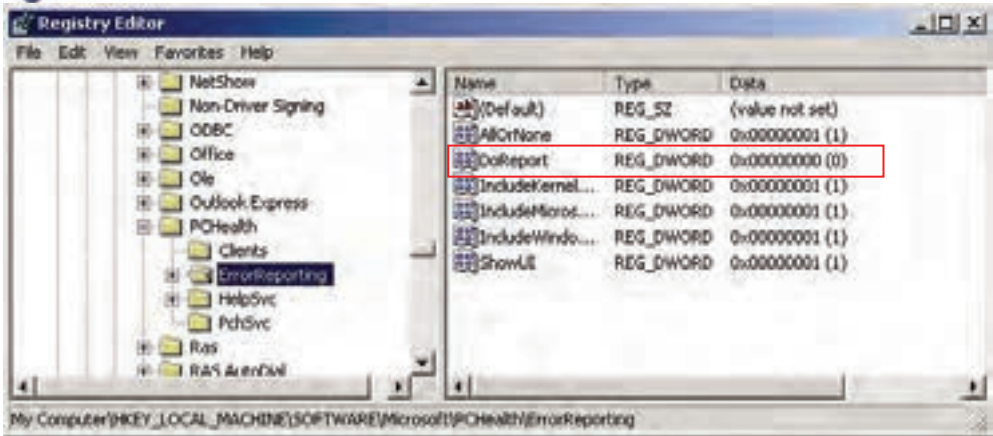 Registry Editor
File Edit View Favorites Help
NetShow
Non-Driver Signing
ODBC
Office
Ole
Outlook Express
PCHealth
Clients
ErrorReporting
HelpSvc
PchSvc
Ras
RAS AutoDial
Name Type Data
(Default) REG_SZ (value not set)
AllOrNone REG_DWORD 0x00000001 (1)
DoReport REG_DWORD 0x00000000 (0)
IncludeKernel... REG_DWORD 0x00000001 (1)
IncludeMicros... REG_DWORD 0x00000001 (1)
IncludeWindo... REG_DWORD 0x00000001 (1)
ShowUI REG_DWORD 0x00000001 (1)
My Computer\HKEY_LOCAL_MACHINE\SOFTWARE\Microsoft\PCHealth\ErrorReporting